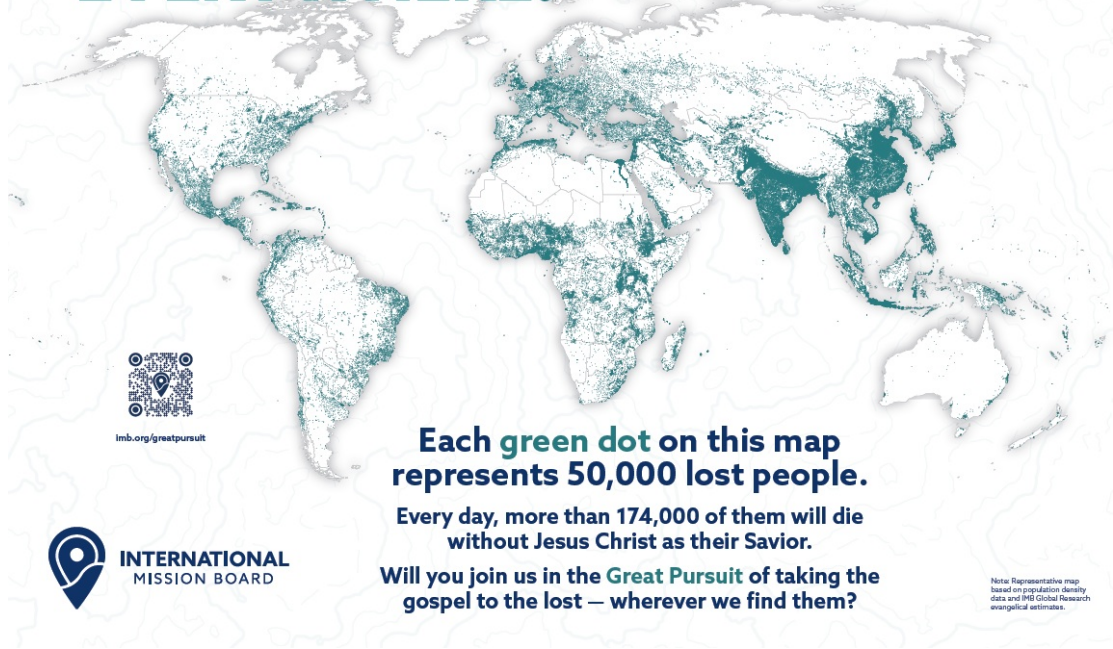 imb.org/greatpursuit
Each green dot on this map
represents 50,000 lost people.
Every day, more than 174,000 of them will die
without Jesus Christ as their Savior.
Will you join us in the Great Pursuit of taking the
gospel to the lost — wherever we find them?
INTERNATIONAL
MISSION BOARD
Note: Representative map
based on population density
data and IMB Global Research
evangelical estimates.